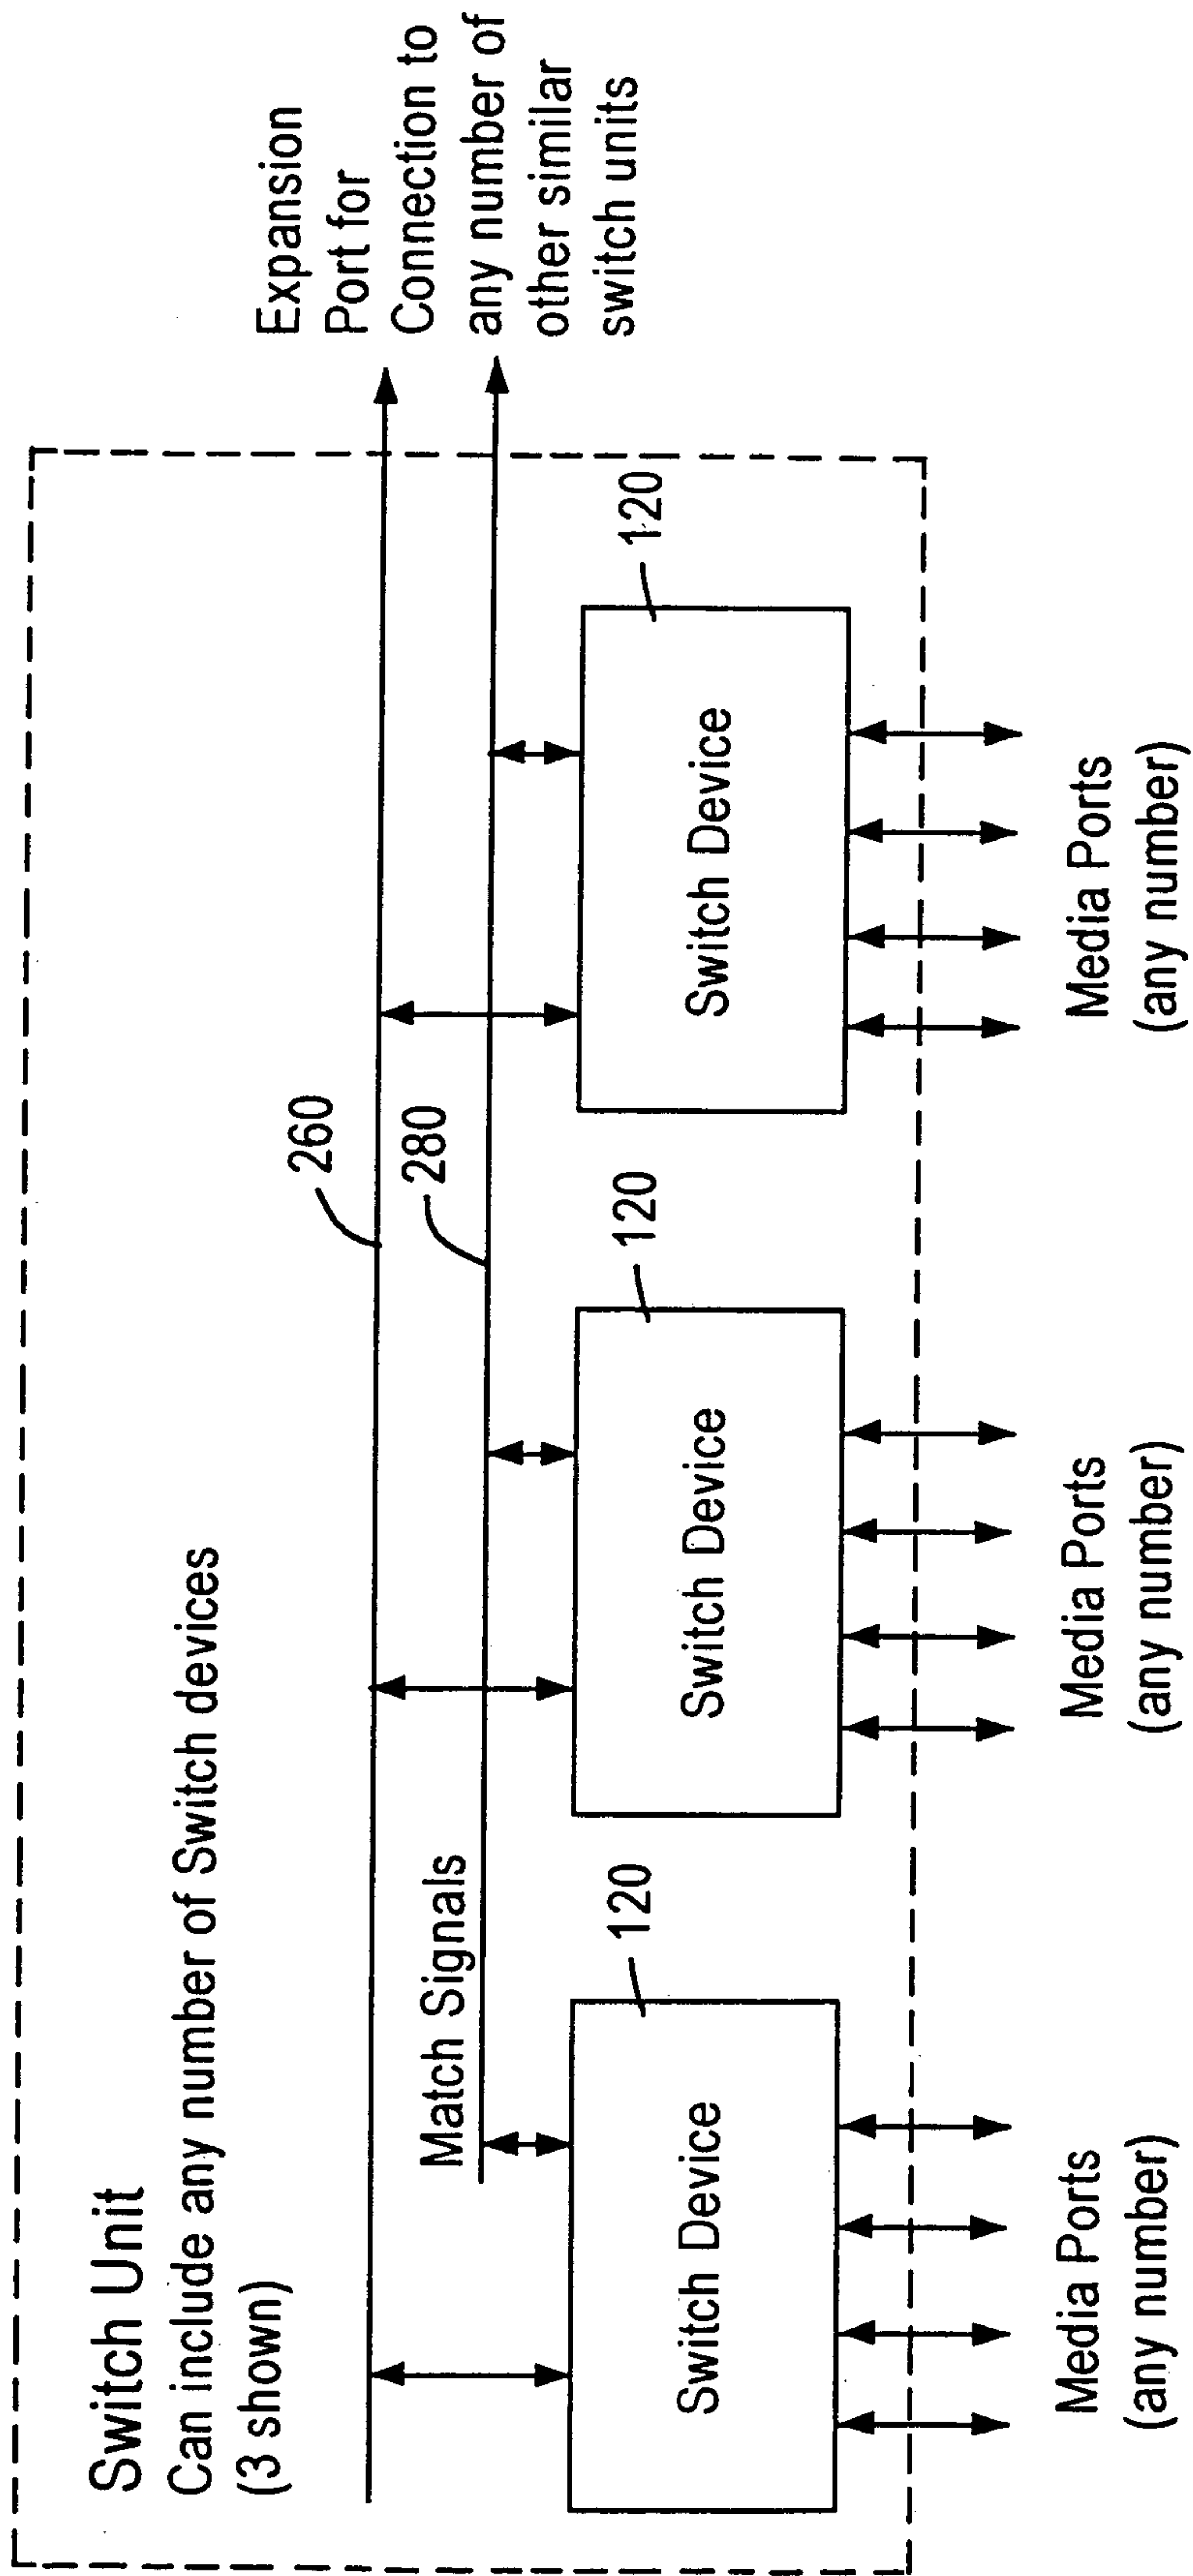 Switch Unit
Can include any number of Switch devices
(3 shown)
Expansion
Port for
Connection to
any number of
other similar
switch units
260
280
Match Signals
120
120
120
Switch Device
Switch Device
Switch Device
Media Ports
(any number)
Media Ports
(any number)
Media Ports
(any number)